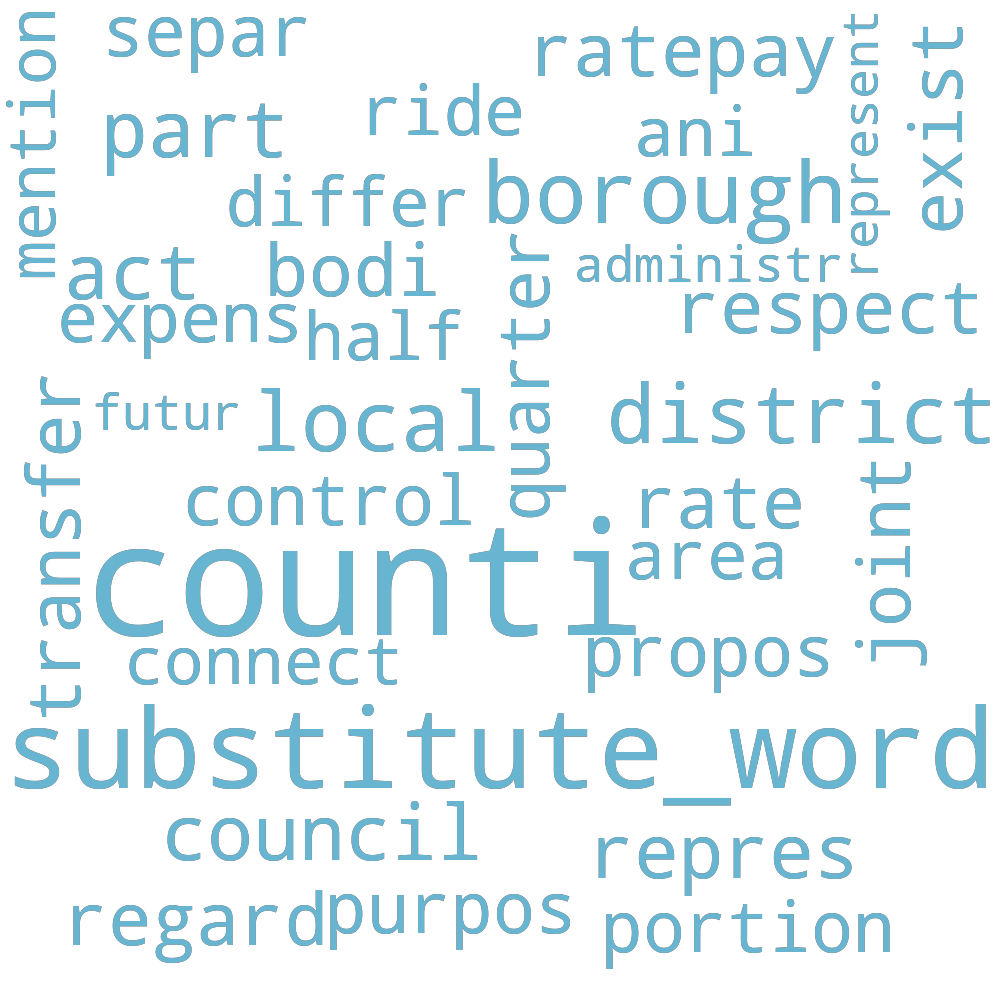 separ
mention
ratepay
represent
exist
ride
part
ani
differ
borough
act
bodi
administr
quarter
expens
half
respect
transfer
futur
local
district
control
rate
joint
counti
area
connect
propos
substitute_word
council
repres
regard
purpos
portion